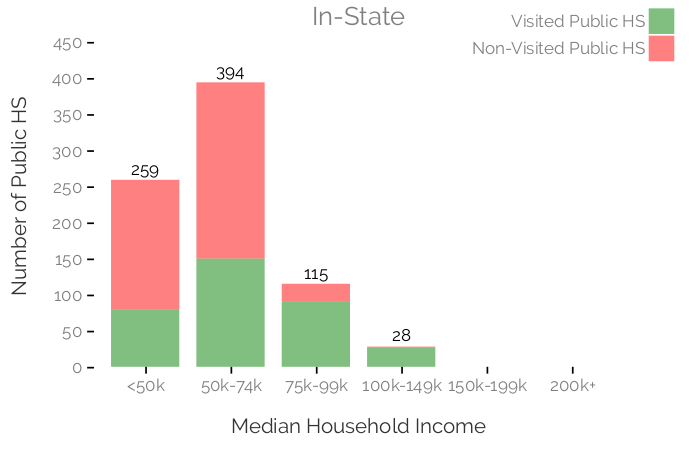 In-State
Visited Public HS
Non-Visited Public HS
Number of Public HS
450
400
350
300
250
200
150
100
50
0
259
394
115
28
<50k
50k-74k
75k-99k
100k-149k
150k-199k
200k+
Median Household Income